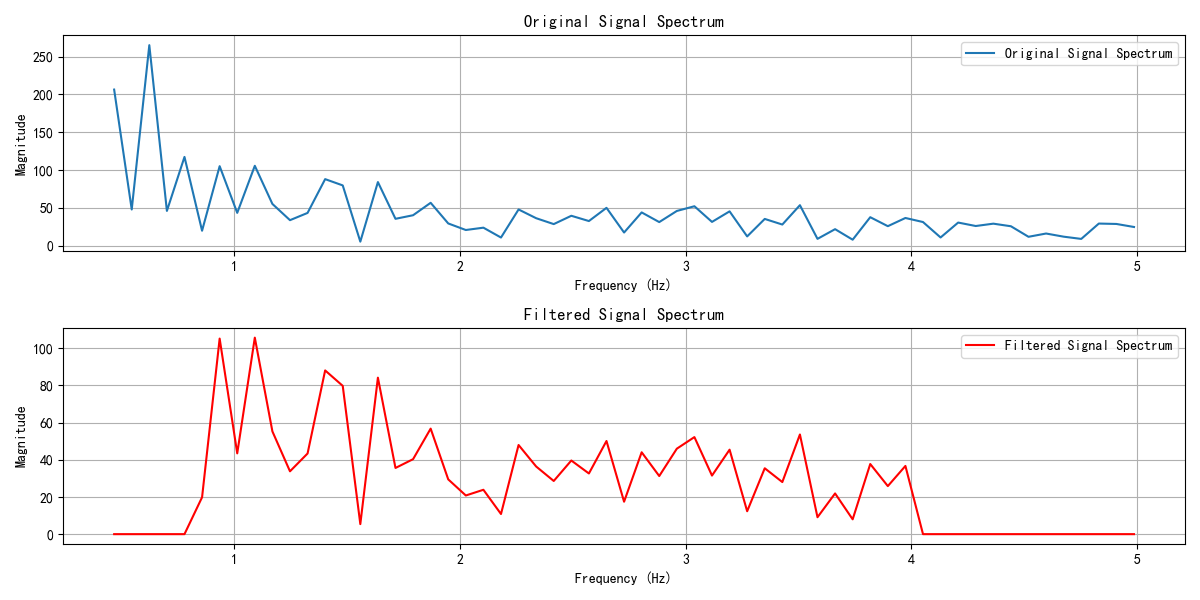 Original Signal Spectrum
Original Signal Spectrum
Magnitude
250
200
150
100
50
0
1 2 3 4 5
Frequency (Hz)
Filtered Signal Spectrum
Filtered Signal Spectrum
Magnitude
100
80
60
40
20
0
1 2 3 4 5
Frequency (Hz)